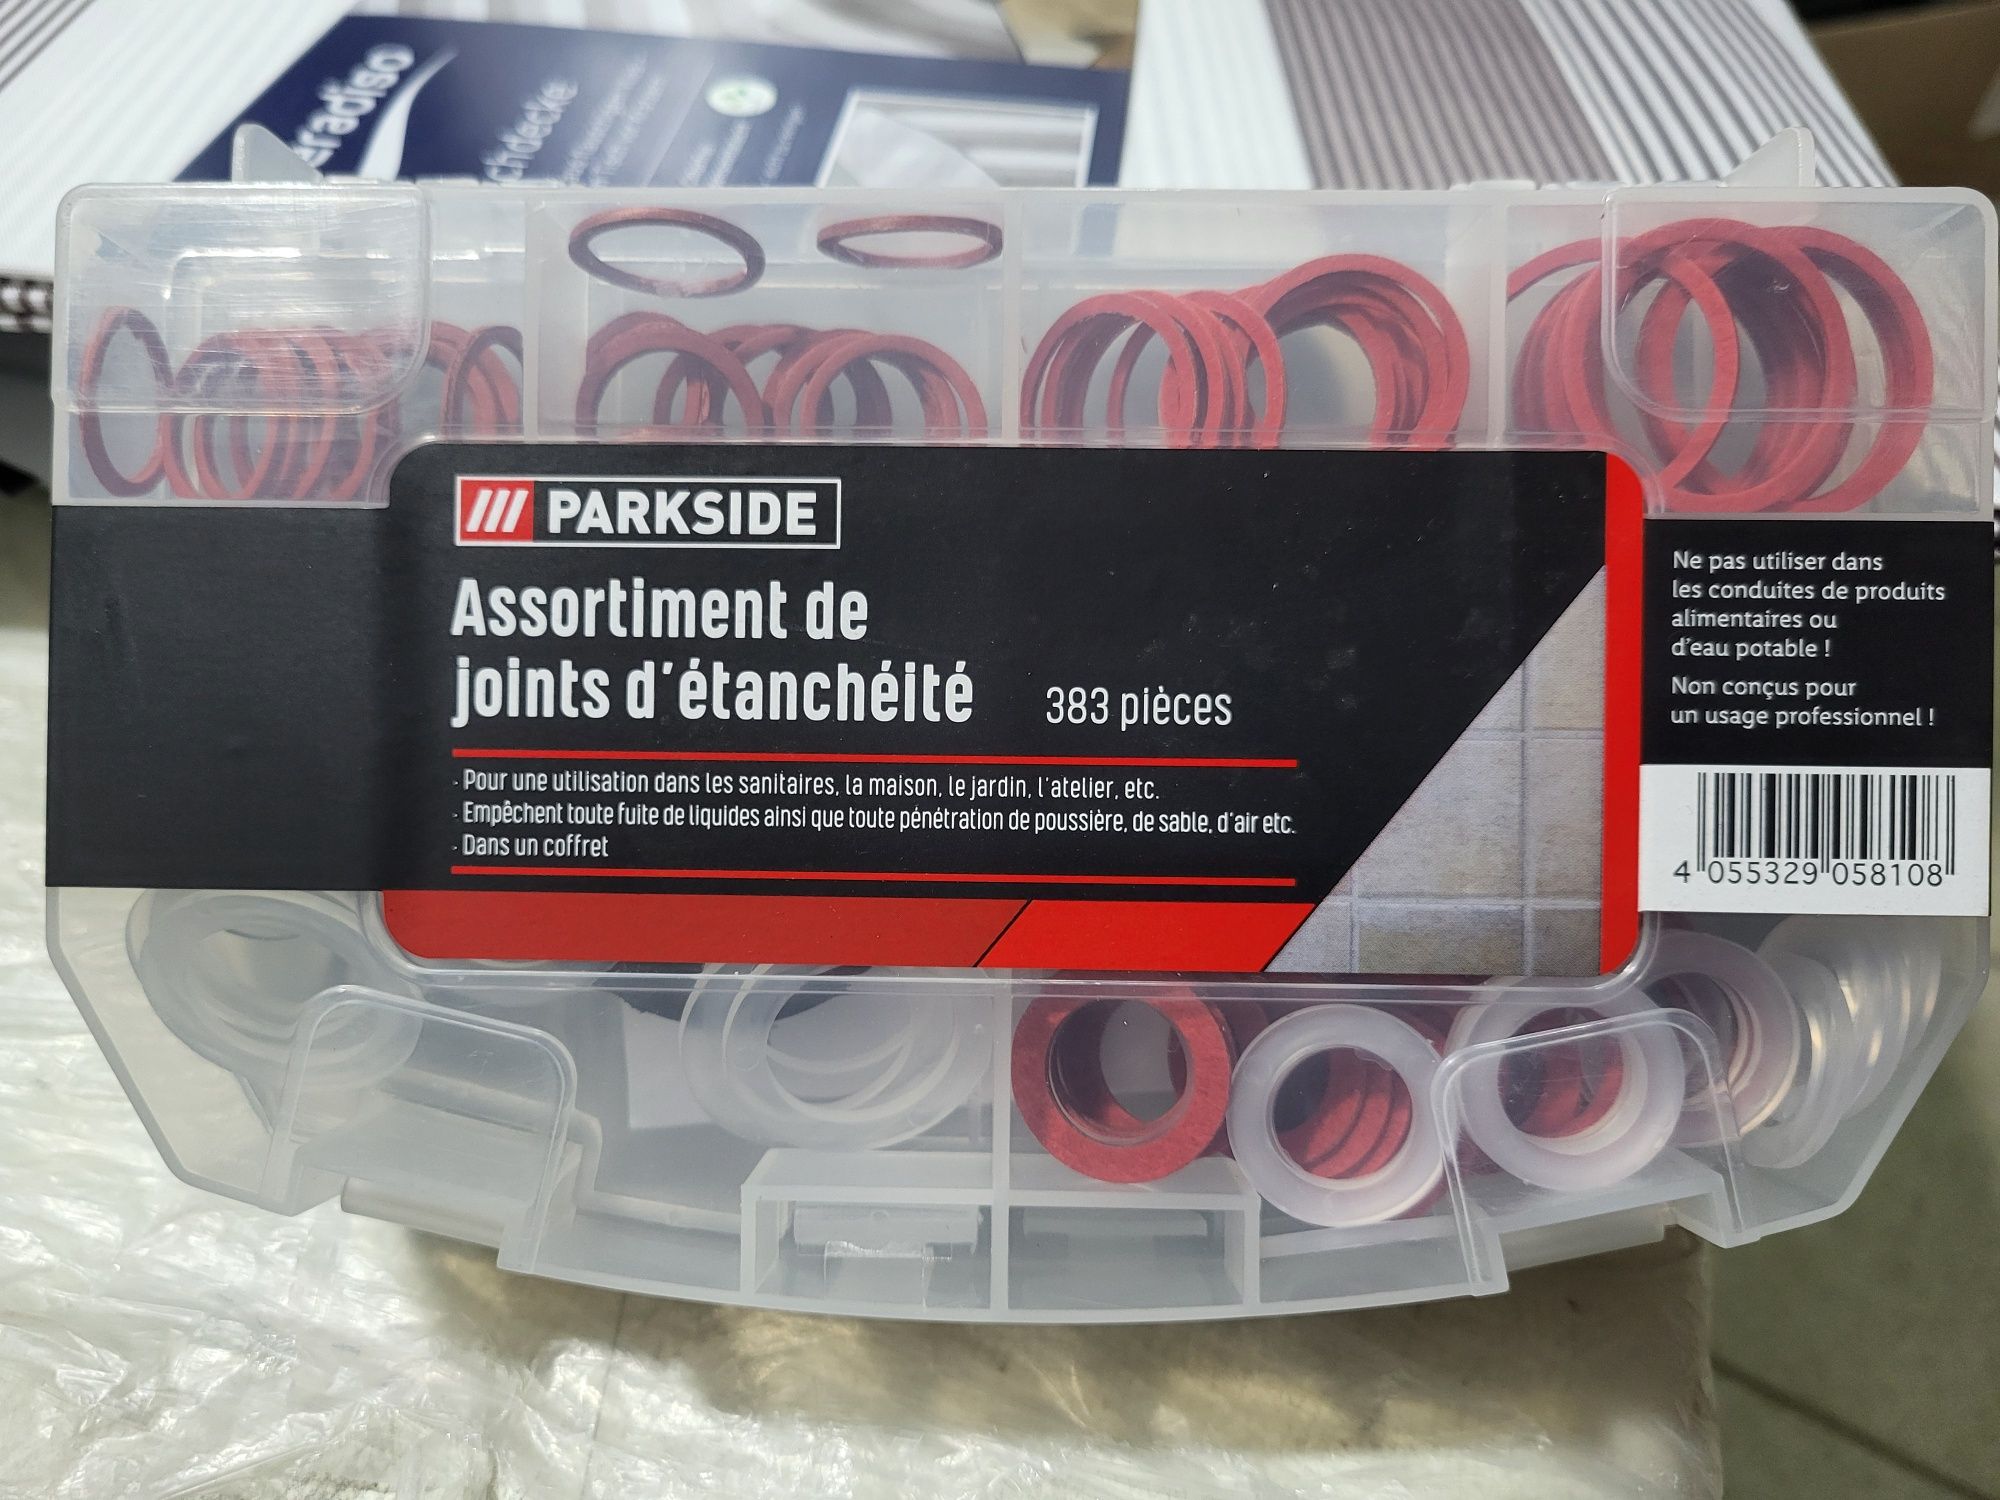 PARKSIDE
Assortiment de
joints d'étanchéité 383 pièces
- Pour une utilisation dans les sanitaires, la maison, le jardin, l'atelier, etc.
- Empêchent toute fuite de liquides ainsi que toute pénétration de poussière, de sable, d'air etc.
- Dans un coffret
Ne pas utiliser dans
les conduites de produits
alimentaires ou
d'eau potable !
Non conçus pour
un usage professionnel !
4 055329 058108